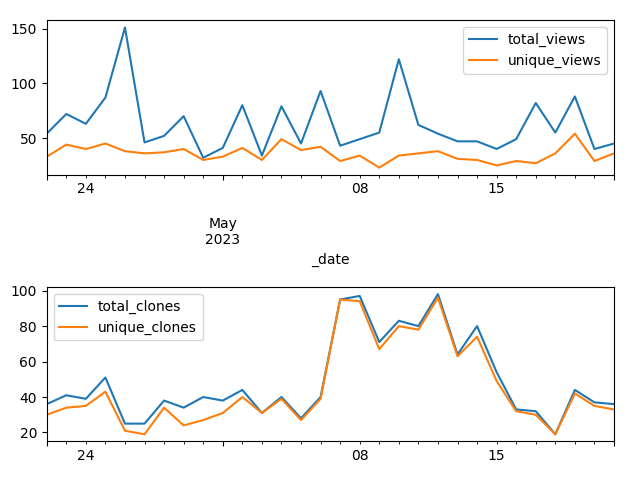 150
100
50
total_views
unique_views
24
08
15
May
2023
_date
100
80
60
40
20
total_clones
unique_clones
24
08
15